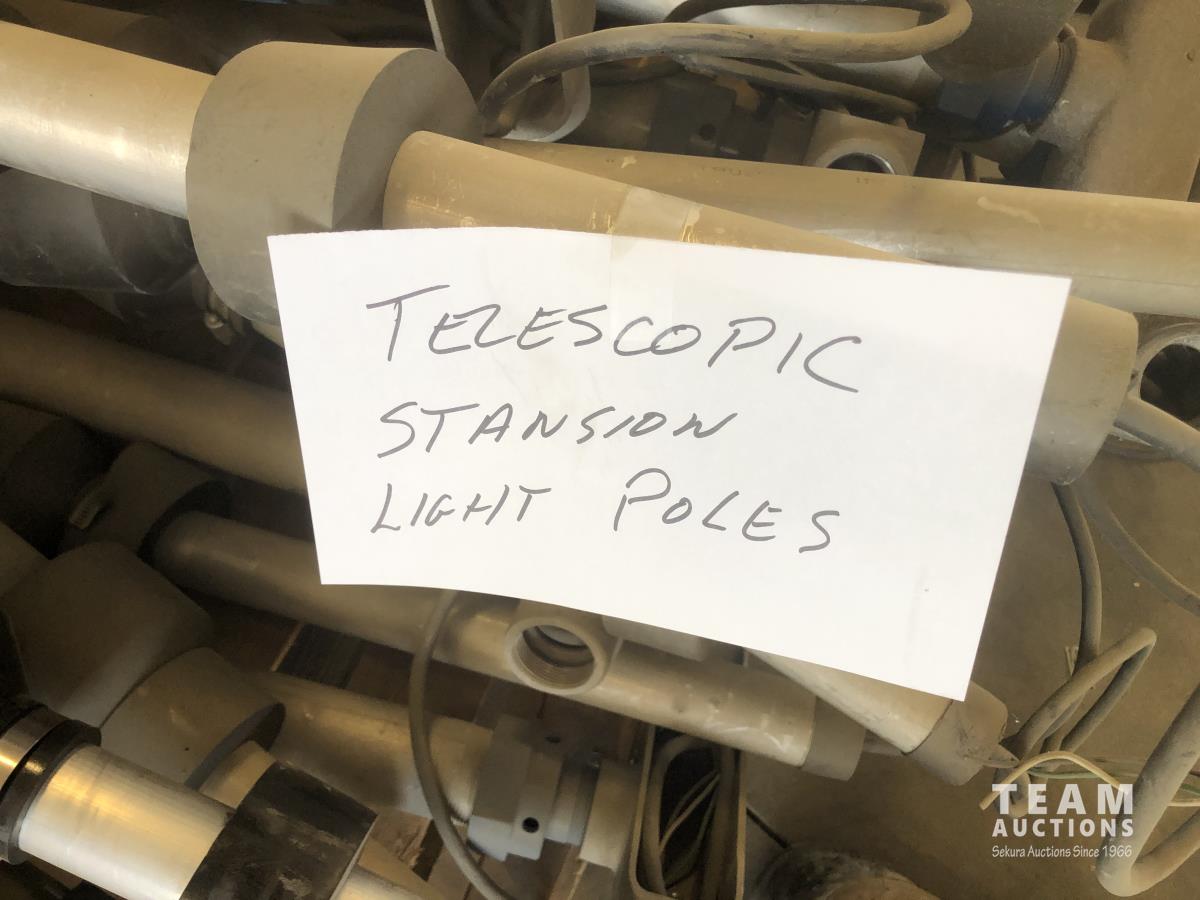 TELESCOPIC
STANSION
LIGHT POLES
TEAM
AUCTIONS
Sekura Auctions Since 1966